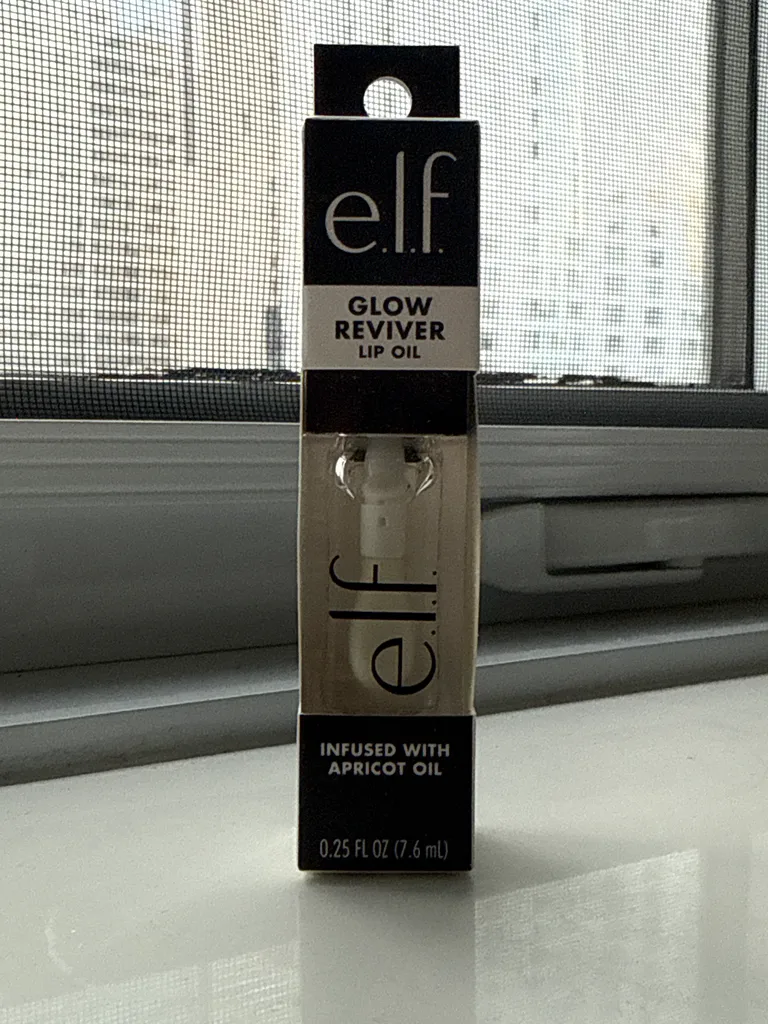 e.l.f.
GLOW
REVIVER
LIP OIL
e.l.f.
INFUSED WITH
APRICOT OIL
0.25 FL OZ (7.6 mL)